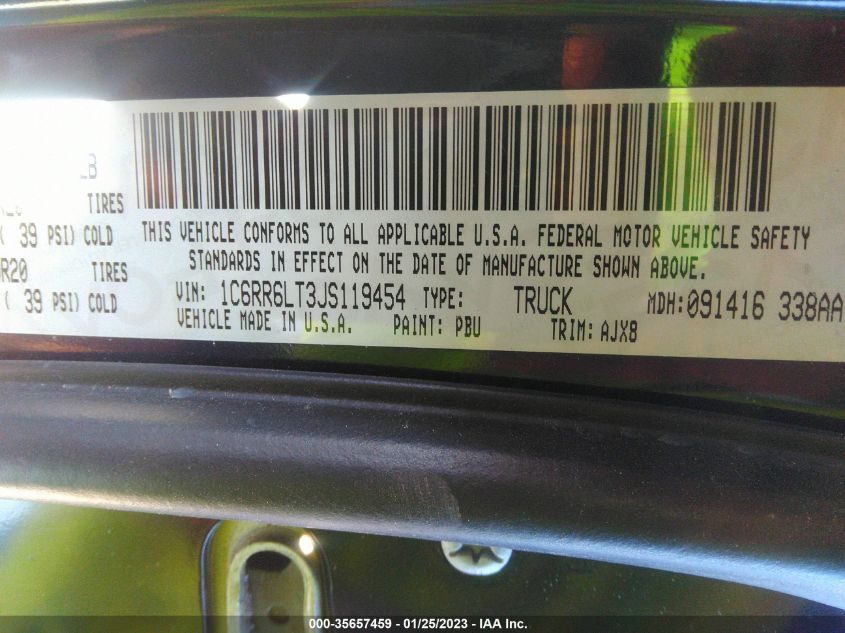 LB
TIRES
( 39 PSI) COLD
R20 TIRES
( 39 PSI) COLD
THIS VEHICLE CONFORMS TO ALL APPLICABLE U.S.A. FEDERAL MOTOR VEHICLE SAFETY
STANDARDS IN EFFECT ON THE DATE OF MANUFACTURE SHOWN ABOVE.
VIN: 1C6RR6LT3JS119454 TYPE: TRUCK MDH:091416 338AA
VEHICLE MADE IN U.S.A. PAINT: PBU TRIM: AJX8
000-35657459 - 01/25/2023 - IAA Inc.